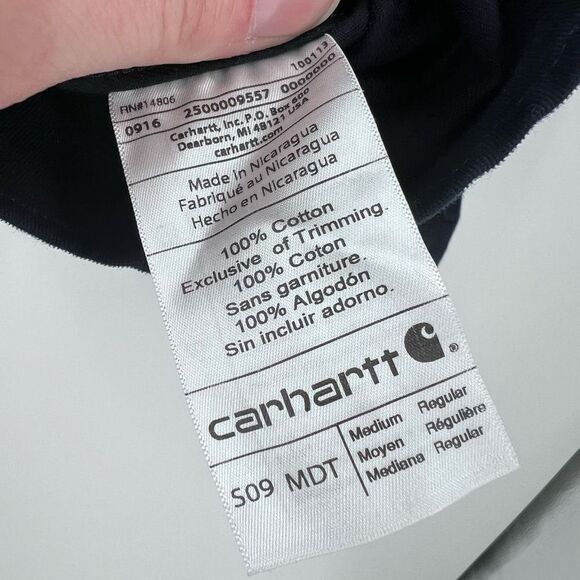 100113
FIN#14806
0916 2500009557 0000000
Carhartt, Inc. P.O. Box 600
Dearborn, MI 48121, USA
carhartt.com
Made in Nicaragua
Fabriqué au Nicaragua
Hecho en Nicaragua
100% Cotton
Exclusive of Trimming.
100% Coton
Sans garniture.
100% Algodón
Sin incluir adorno.
carhartt ®
S09 MDT
Medium Regular
Moyen Régulière
Mediana Regular